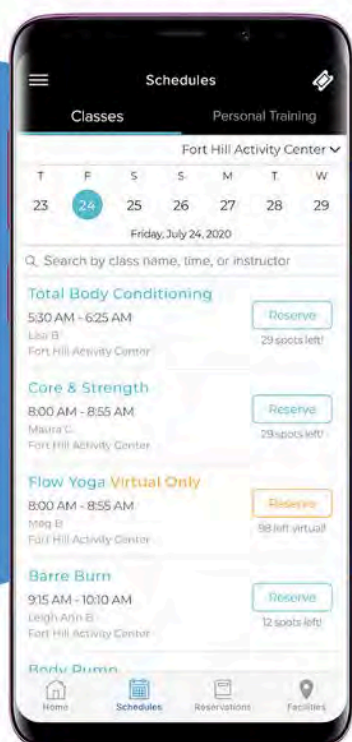 Schedules
Classes Personal Training
Fort Hill Activity Center
T F S S M T W
23 24 25 26 27 28 29
Friday, July 24, 2020
Search by class name, time, or instructor
Total Body Conditioning
5:30 AM - 6:25 AM
Reserve
Lisa B
29 spots left!
Fort Hill Activity Center
Core & Strength
8:00 AM - 8:55 AM
Reserve
Maura C
29 spots left!
Fort Hill Activity Center
Flow Yoga Virtual Only
8:00 AM - 8:55 AM
Reserve
Meg B
98 left virtual!
Fort Hill Activity Center
Barre Burn
9:15 AM - 10:10 AM
Reserve
Leigh Ann B
12 spots left!
Fort Hill Activity Center
Body Pump
Home Schedules Reservations Facilities